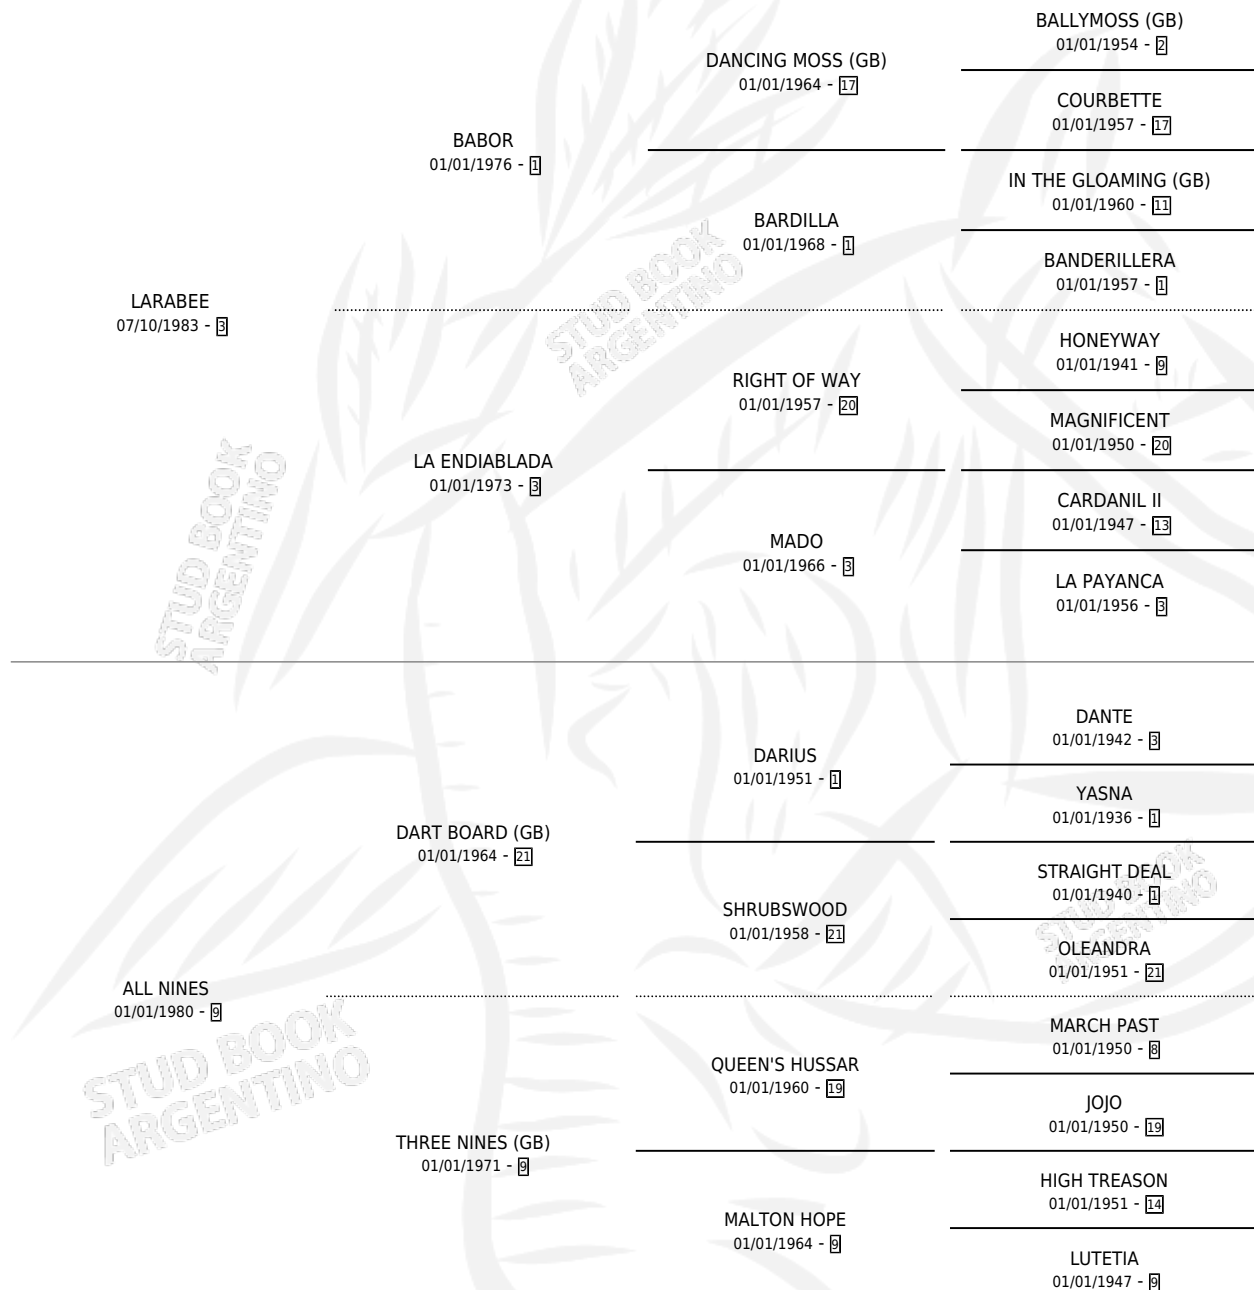 BALLYMOSS (GB)
01/01/1954 - 2
DANCING MOSS (GB)
01/01/1964 - 17
COURBETTE
01/01/1957 - 17
BABOR
01/01/1976 - 1
IN THE GLOAMING (GB)
01/01/1960 - 11
BARDILLA
01/01/1968 - 1
BANDERILLERA
01/01/1957 - 1
LARABEE
07/10/1983 - 3
HONEYWAY
01/01/1941 - 9
RIGHT OF WAY
01/01/1957 - 20
MAGNIFICENT
01/01/1950 - 20
LA ENDIABLADA
01/01/1973 - 3
CARDANIL II
01/01/1947 - 13
MADO
01/01/1966 - 3
LA PAYANCA
01/01/1956 - 3
DANTE
01/01/1942 - 3
DARIUS
01/01/1951 - 1
YASNA
01/01/1936 - 1
DART BOARD (GB)
01/01/1964 - 21
STRAIGHT DEAL
01/01/1940 - 1
SHRUBSWOOD
01/01/1958 - 21
OLEANDRA
01/01/1951 - 21
ALL NINES
01/01/1980 - 9
MARCH PAST
01/01/1950 - 8
QUEEN'S HUSSAR
01/01/1960 - 19
JOJO
01/01/1950 - 19
THREE NINES (GB)
01/01/1971 - 9
HIGH TREASON
01/01/1951 - 14
MALTON HOPE
01/01/1964 - 9
LUTETIA
01/01/1947 - 9
STUD BOOK
ARGENTINO
STUD BOOK
ARGENTINO
STUD BOOK
ARGENTINO
STUD BOOK
ARGENTINO